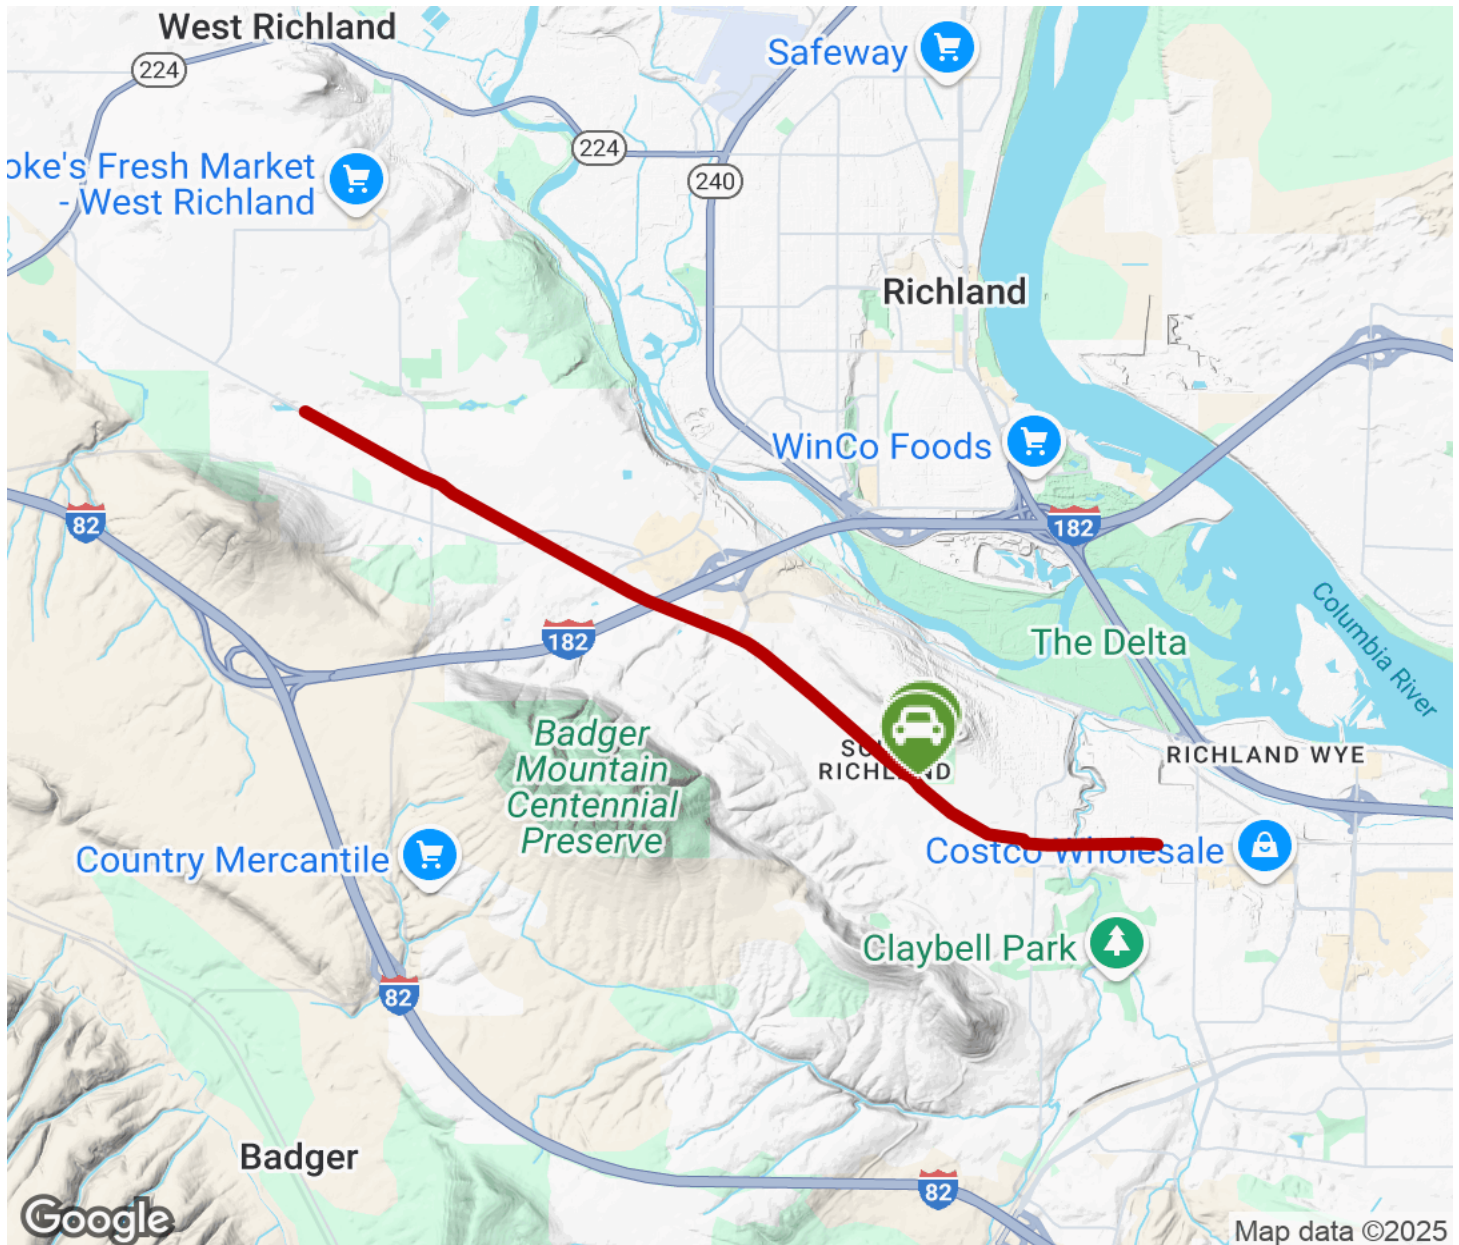 West Richland
224
Safeway
224
oke's Fresh Market
- West Richland
240
Richland
WinCo Foods
82
182
Columbia River
182
The Delta
Badger
Mountain
Centennial
Preserve
RICHLAND
RICHLAND WYE
Country Mercantile
Costco Wholesale
Claybell Park
82
Badger
82
Google
Map data ©2025